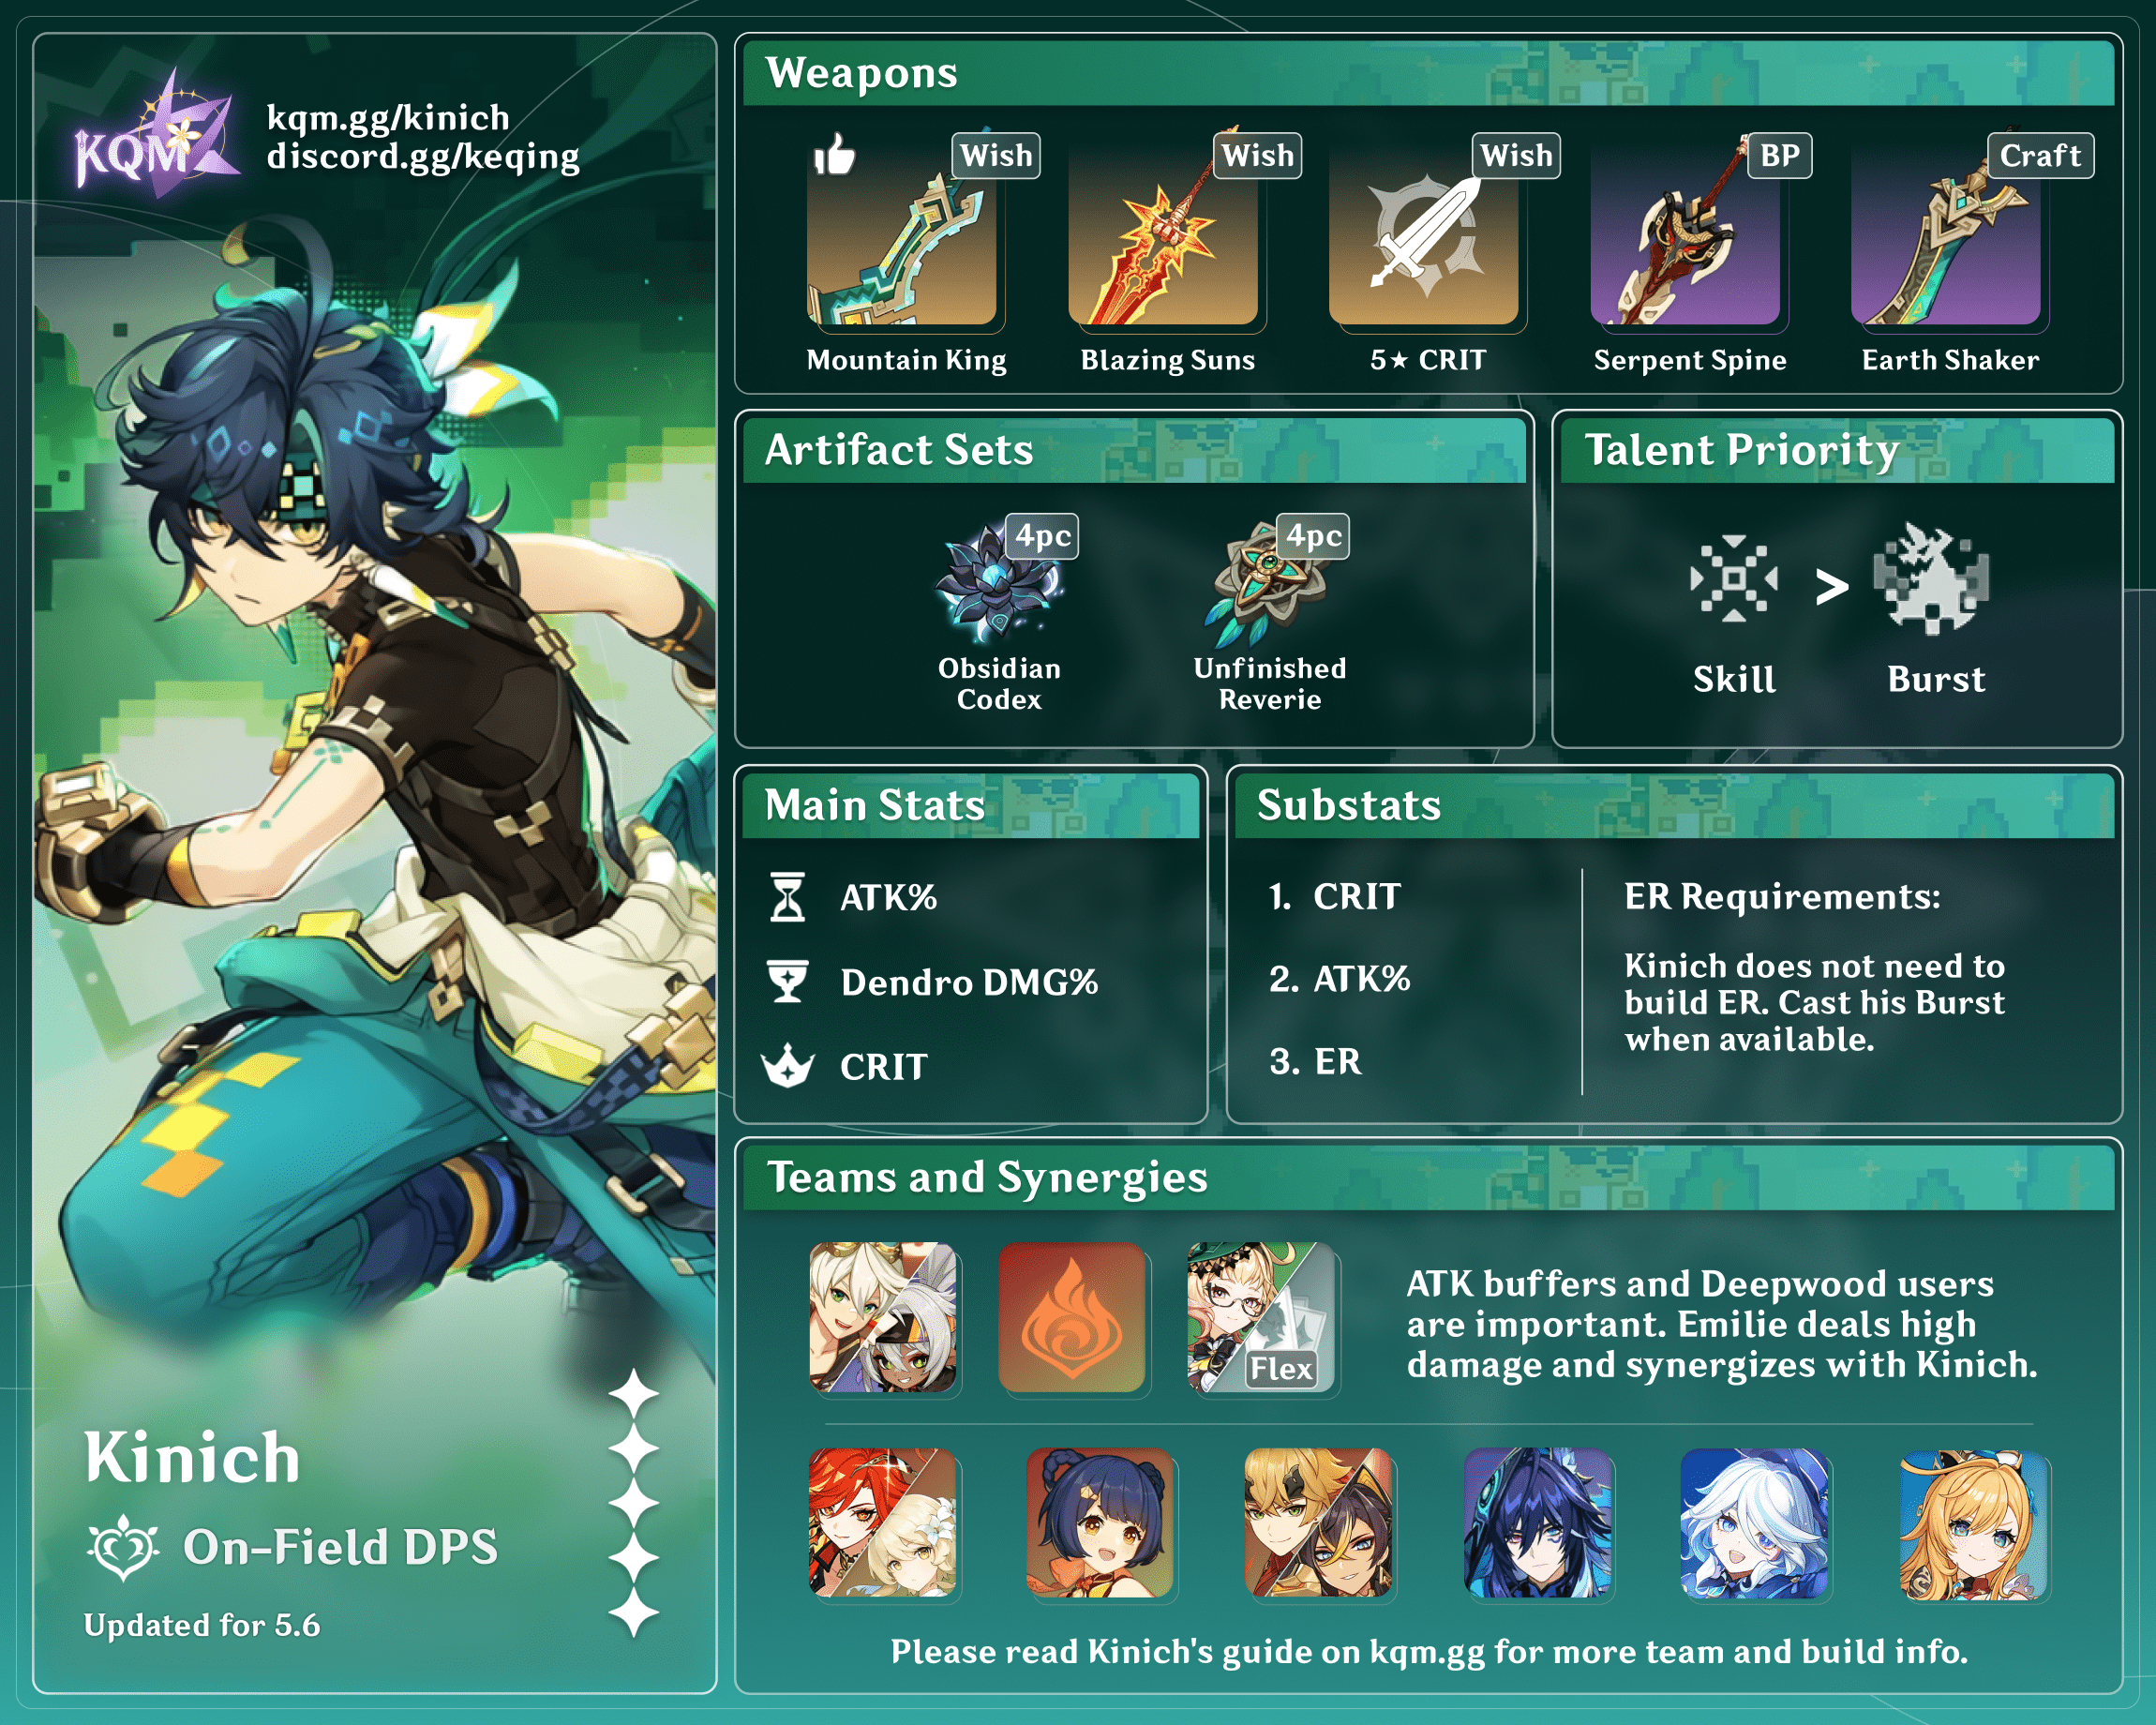 KQM
kqm.gg/kinich
discord.gg/keqing
Kinich
On-Field DPS
Updated for 5.6
Weapons
Wish
Wish
Wish
BP
Craft
Mountain King
Blazing Suns
5★ CRIT
Serpent Spine
Earth Shaker
Artifact Sets
4pc
4pc
Obsidian
Codex
Unfinished
Reverie
Talent Priority
>
Skill
Burst
Main Stats
ATK%
Dendro DMG%
CRIT
Substats
1. CRIT
2. ATK%
3. ER
ER Requirements:
Kinich does not need to
build ER. Cast his Burst
when available.
Teams and Synergies
Flex
ATK buffers and Deepwood users
are important. Emilie deals high
damage and synergizes with Kinich.
Please read Kinich's guide on kqm.gg for more team and build info.